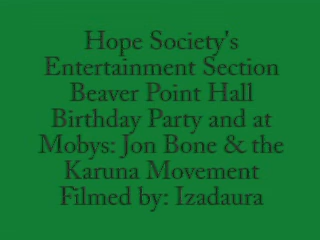 Hope Society's
Entertainment Section
Beaver Point Hall
Birthday Party and at
Mobys: Jon Bone & the
Karuna Movement
Filmed by: Izadaura